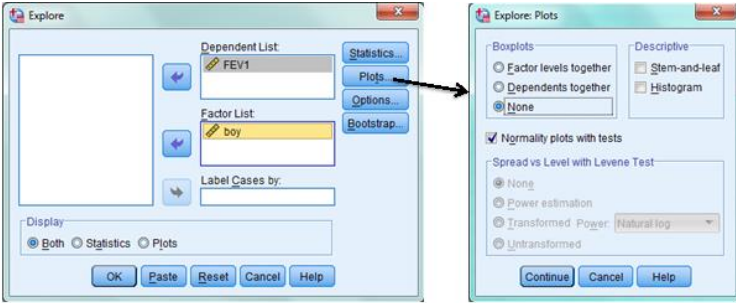 Explore
Dependent List:
FEV1
Factor List:
boy
Label Cases by:
Statistics...
Plots...
Options...
Bootstrap...
Display
Both Statistics Plots
OK Paste Reset Cancel Help
Explore: Plots
Boxplots
Factor levels together
Dependents together
None
Descriptive
Stem-and-leaf
Histogram
Normality plots with tests
Spread vs Level with Levene Test
None
Power estimation
Transformed Power: Natural log
Untransformed
Continue Cancel Help